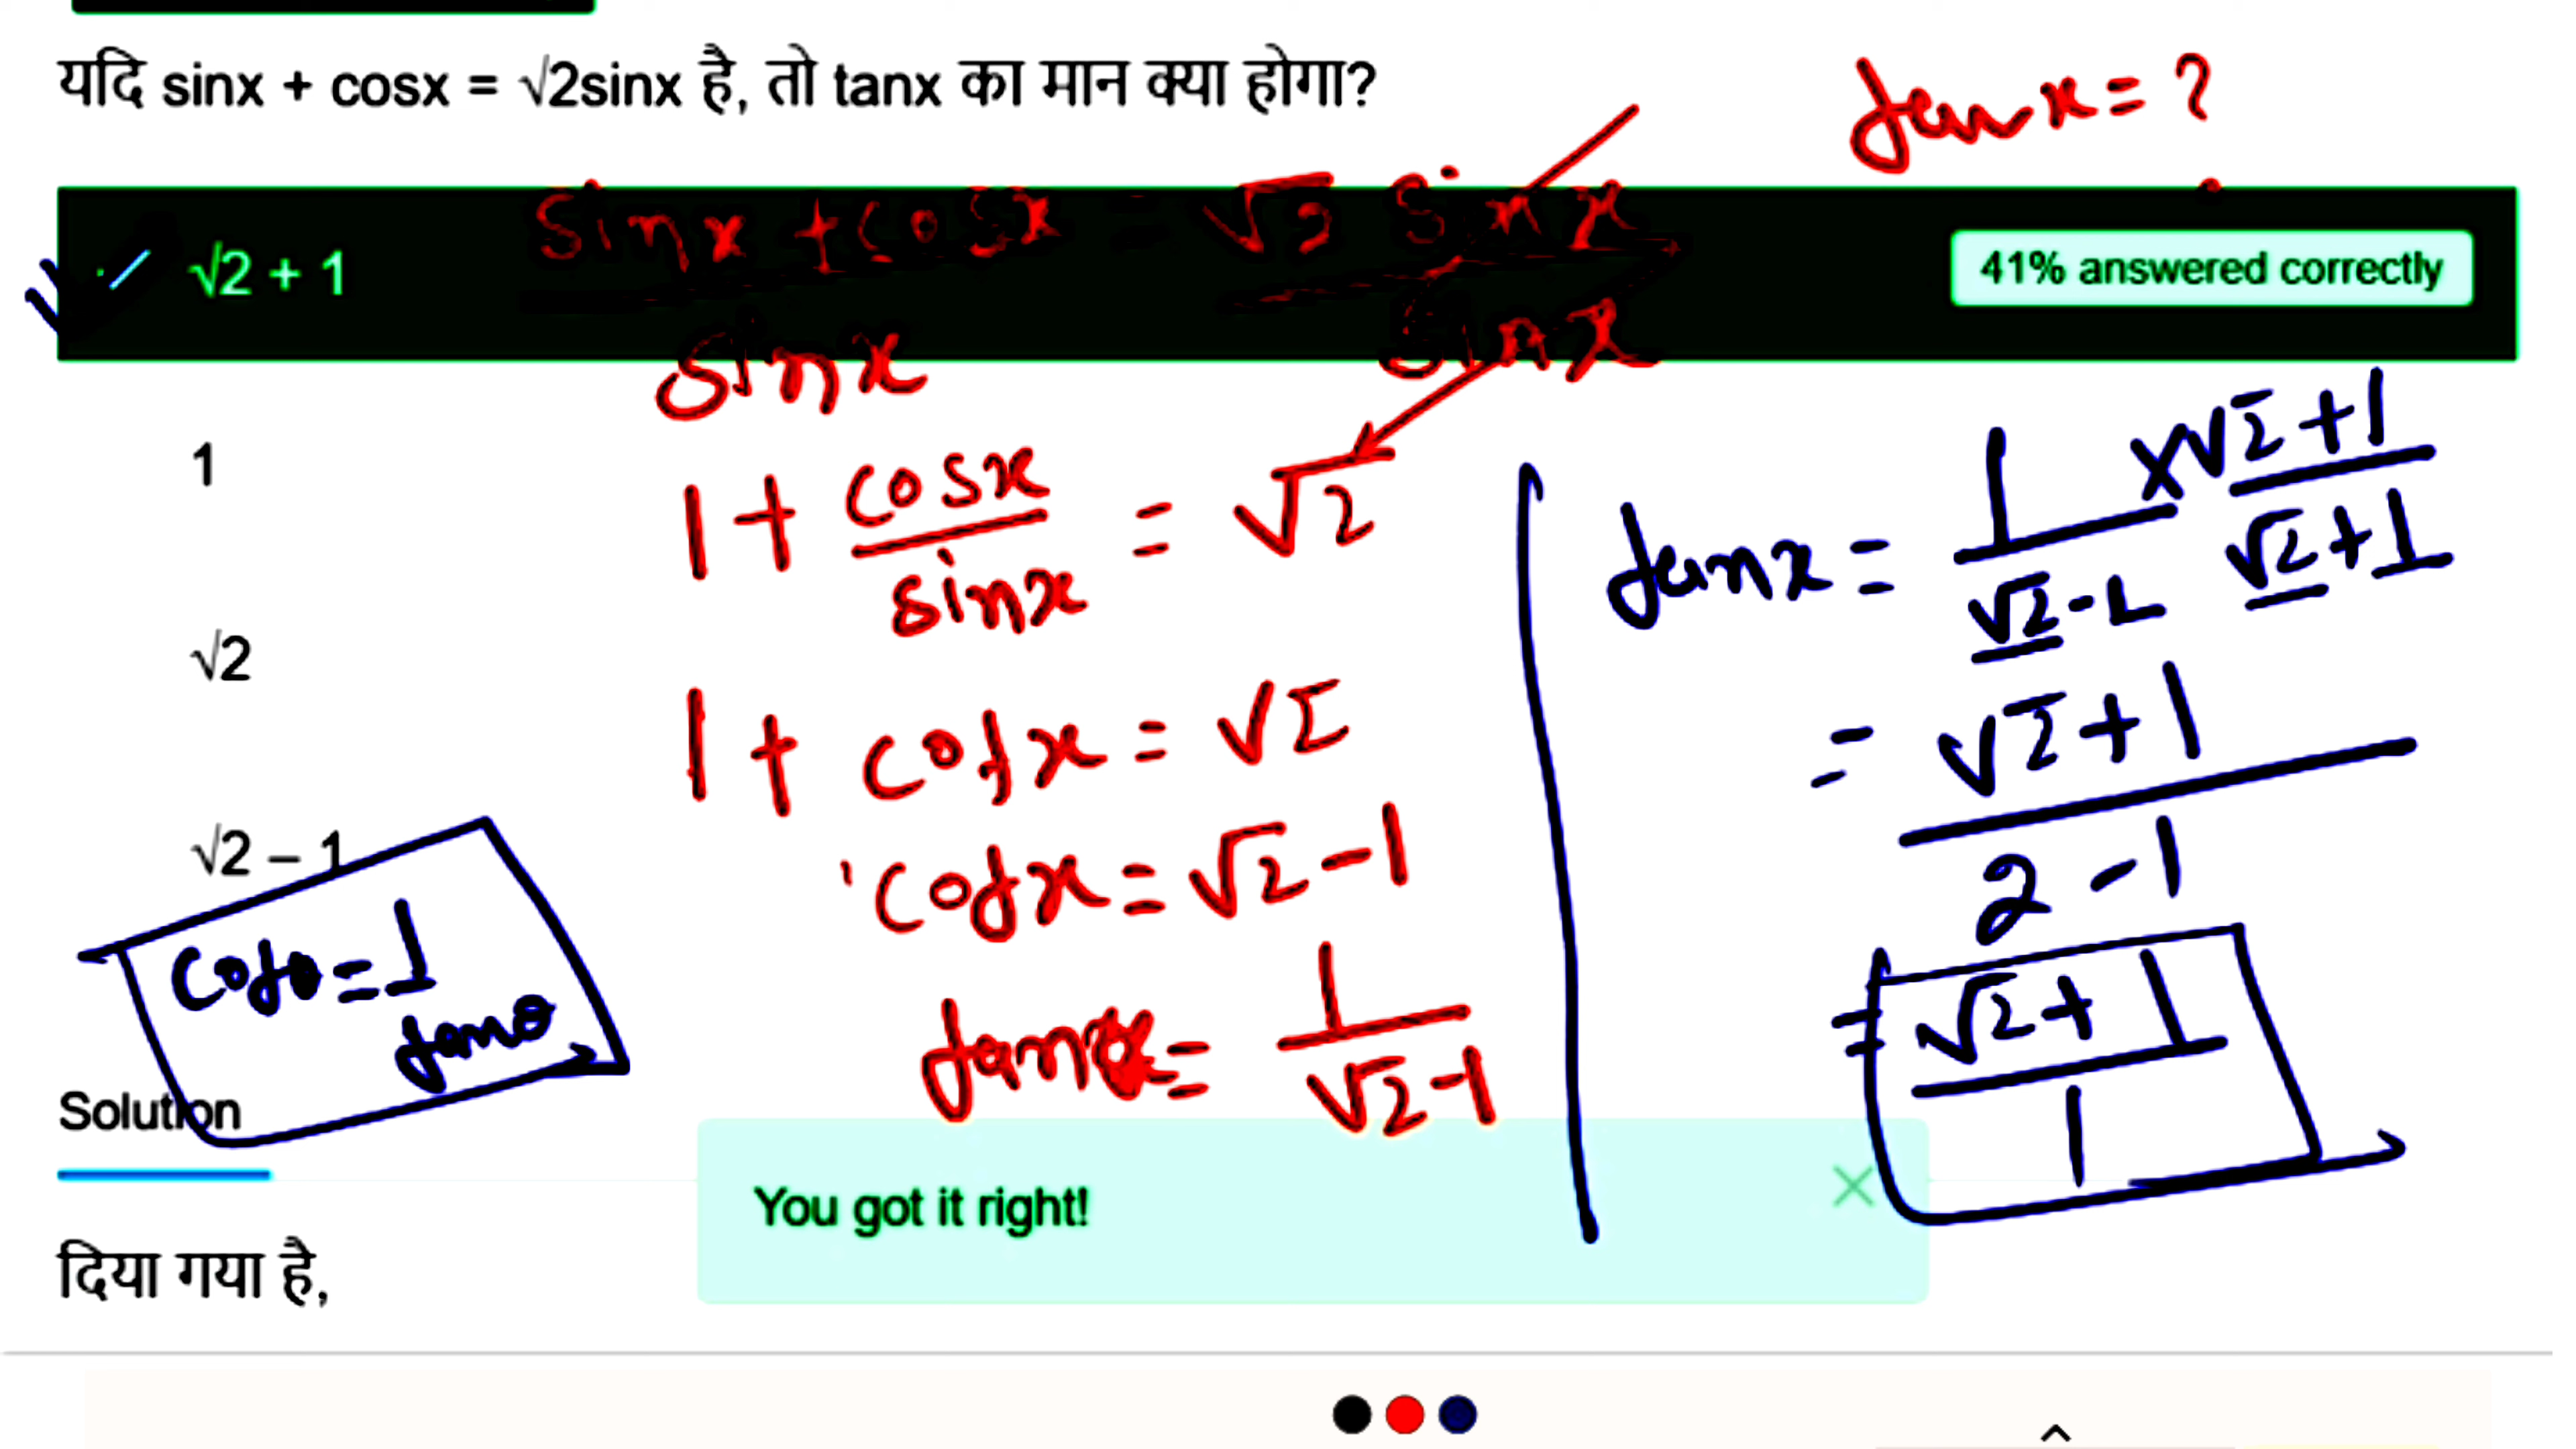 यदि sinx + cosx = √2sinx है, तो tanx का मान क्या होगा?
tanx = ?
√2 + 1
sinx + cosx = √2 sinx
41% answered correctly
sinx sinx
1
1 + cosx/sinx = √2
√2
1 + cotx = √2
√2 – 1
cotx = √2 - 1
tanx = 1/√2-1
cotθ = 1/tanθ
tanx = 1/√2-1 × √2+1/√2+1
= √2+1/2-1
= √2+1/1
Solution
You got it right!
दिया गया है,